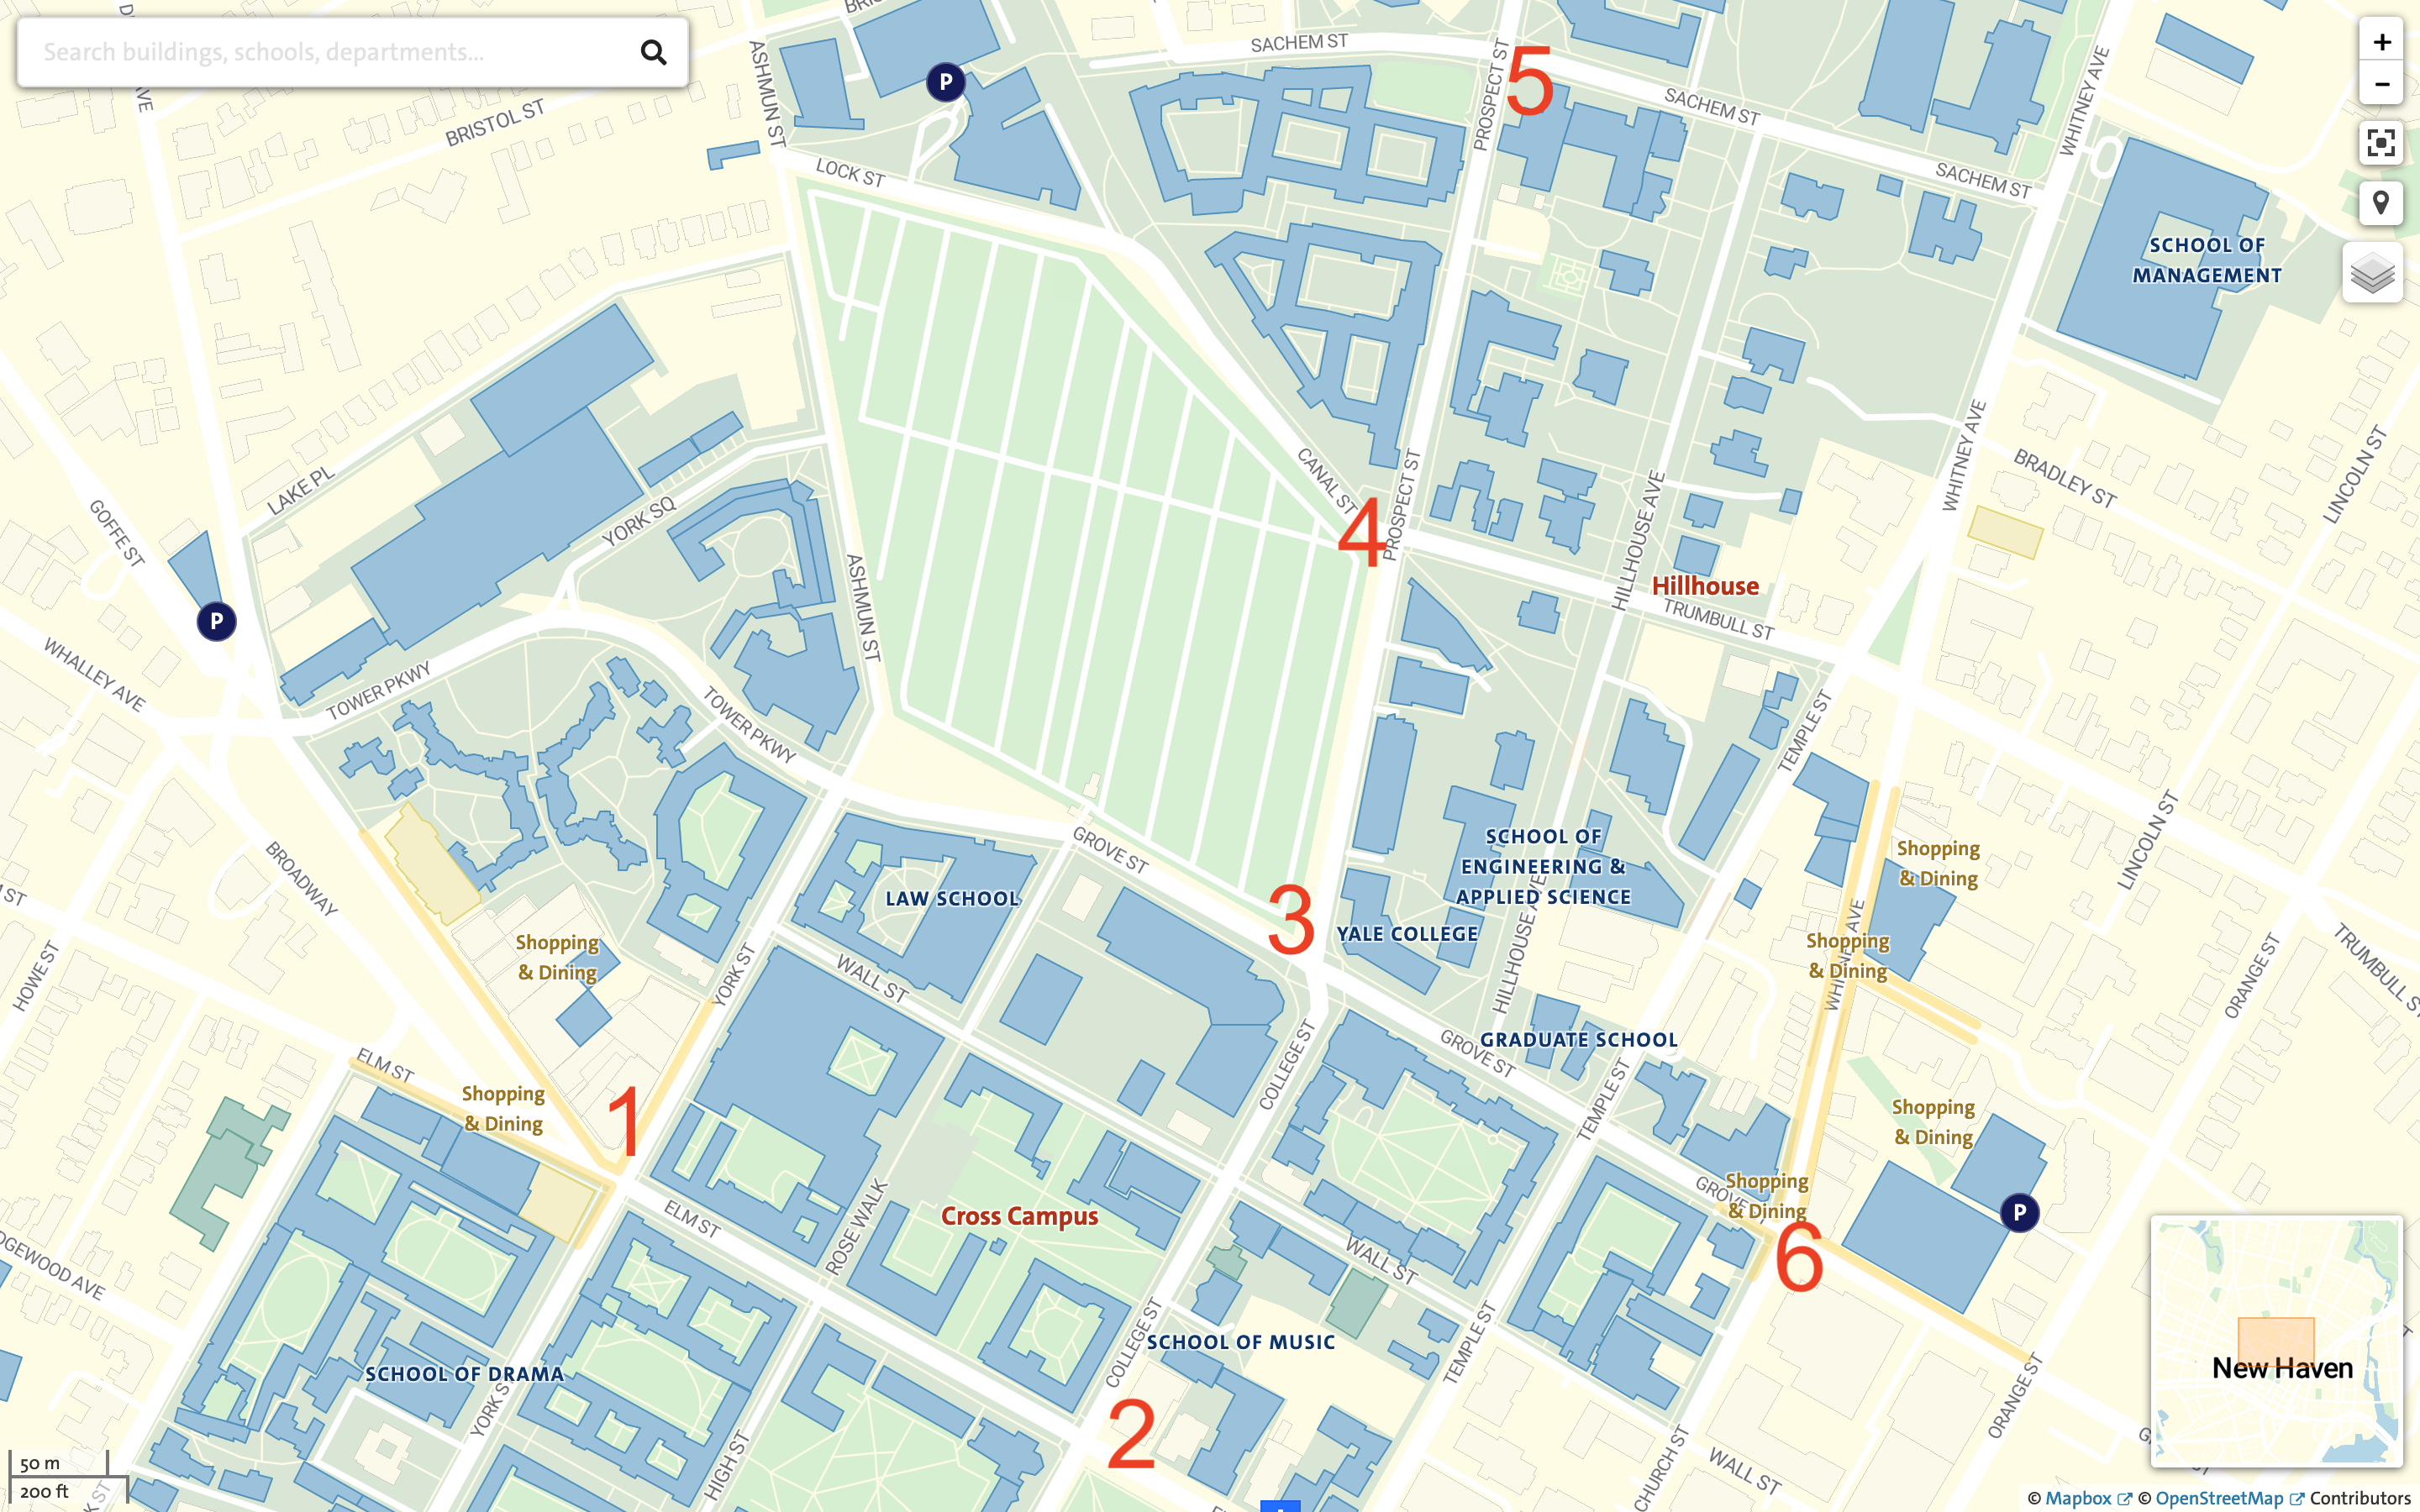 Search buildings, schools, departments...
BRISTOL ST
ASHMUN ST
P
LOCK ST
SACHEM ST
PROSPECT ST
5
SACHEM ST
SACHEM ST
WHITNEY AVE
+
-
SCHOOL OF
MANAGEMENT
LAKE PL
GOFFE ST
YORK SQ
P
WHALLEY AVE
TOWER PKWY
TOWER PKWY
ASHMUN ST
CANAL ST
4
PROSPECT ST
HILLHOUSE AVE
Hillhouse
TRUMBULL ST
WHITNEY AVE
BRADLEY ST
LINCOLN ST
TEMPLE ST
BROADWAY
HOWE ST
Shopping
& Dining
YORK ST
LAW SCHOOL
WALL ST
GROVE ST
3
YALE COLLEGE
SCHOOL OF
ENGINEERING &
APPLIED SCIENCE
HILLHOUSE AVE
GRADUATE SCHOOL
GROVE ST
COLLEGE ST
TEMPLE ST
Shopping
& Dining
Shopping
& Dining
LINCOLN ST
ORANGE ST
TRUMBULL ST
ELM ST
Shopping
& Dining
1
ELM ST
ROSE WALK
Cross Campus
WALL ST
Shopping
& Dining
Shopping
& Dining
6
P
SCHOOL OF DRAMA
YORK S
HIGH ST
COLLEGE ST
SCHOOL OF MUSIC
2
TEMPLE ST
CHURCH ST
WALL ST
ORANGE ST
New Haven
50 m
200 ft
© Mapbox © OpenStreetMap Contributors